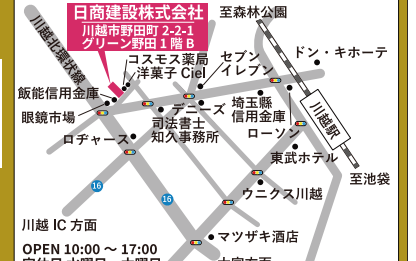 日商建設株式会社
川越市野田町 2-2-1
グリーン野田 1 階 B
至森林公園
川越北環状線
コスモス薬局
洋菓子 Ciel
セブン
イレブン
ドン・キホーテ
飯能信用金庫
眼鏡市場
デニーズ
埼玉縣
信用金庫
川越駅
司法書士
知久事務所
ローソン
ロヂャース
東武ホテル
至池袋
16
16
ウニクス川越
川越 IC 方面
マツザキ酒店
OPEN 10:00 〜 17:00